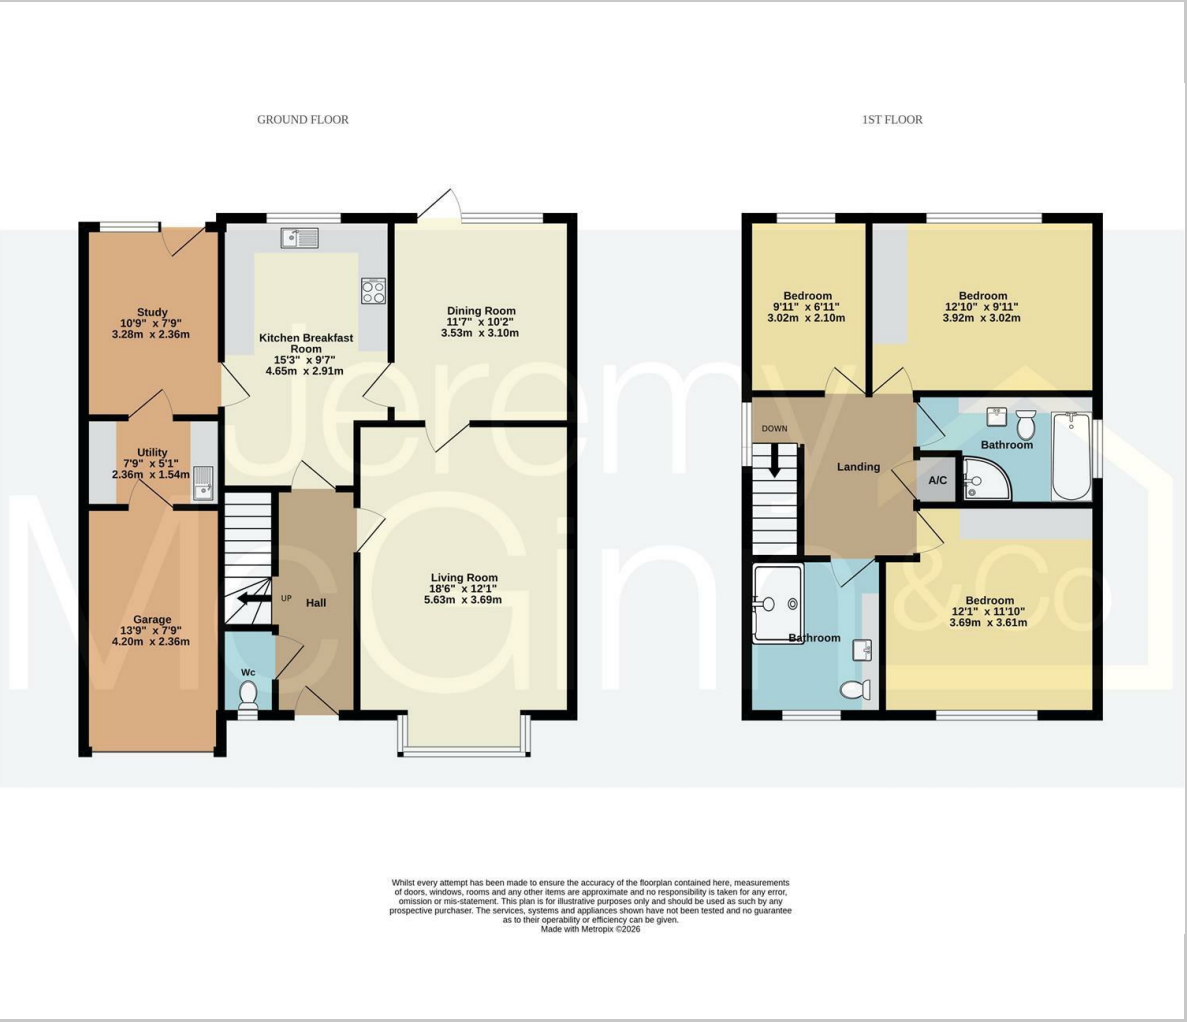 GROUND FLOOR
1ST FLOOR
Study
10'9" x 7'9"
3.28m x 2.36m
Kitchen Breakfast
Room
15'3" x 9'7"
4.65m x 2.91m
Dining Room
11'7" x 10'2"
3.53m x 3.10m
Utility
7'9" x 5'1"
2.36m x 1.54m
Living Room
18'6" x 12'1"
5.63m x 3.69m
UP
Hall
Garage
13'9" x 7'9"
4.20m x 2.36m
Wc
Bedroom
9'11" x 6'11"
3.02m x 2.10m
Bedroom
12'10" x 9'11"
3.92m x 3.02m
DOWN
Landing
Bathroom
A/C
Bedroom
12'1" x 11'10"
3.69m x 3.61m
Bathroom
Jeremy
McGinn &Co
Whilst every attempt has been made to ensure the accuracy of the floorplan contained here, measurements
of doors, windows, rooms and any other items are approximate and no responsibility is taken for any error,
omission or mis-statement. This plan is for illustrative purposes only and should be used as such by any
prospective purchaser. The services, systems and appliances shown have not been tested and no guarantee
as to their operability or efficiency can be given.
Made with Metropix ©2026